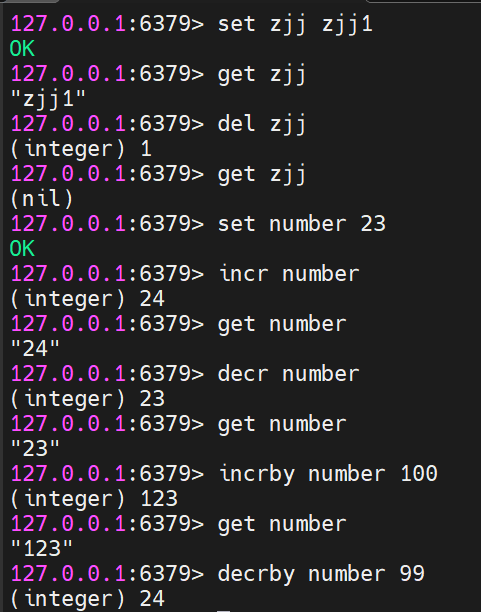 127.0.0.1:6379> set zjj zjj1
OK
127.0.0.1:6379> get zjj
"zjj1"
127.0.0.1:6379> del zjj
(integer) 1
127.0.0.1:6379> get zjj
(nil)
127.0.0.1:6379> set number 23
OK
127.0.0.1:6379> incr number
(integer) 24
127.0.0.1:6379> get number
"24"
127.0.0.1:6379> decr number
(integer) 23
127.0.0.1:6379> get number
"23"
127.0.0.1:6379> incrby number 100
(integer) 123
127.0.0.1:6379> get number
"123"
127.0.0.1:6379> decrby number 99
(integer) 24